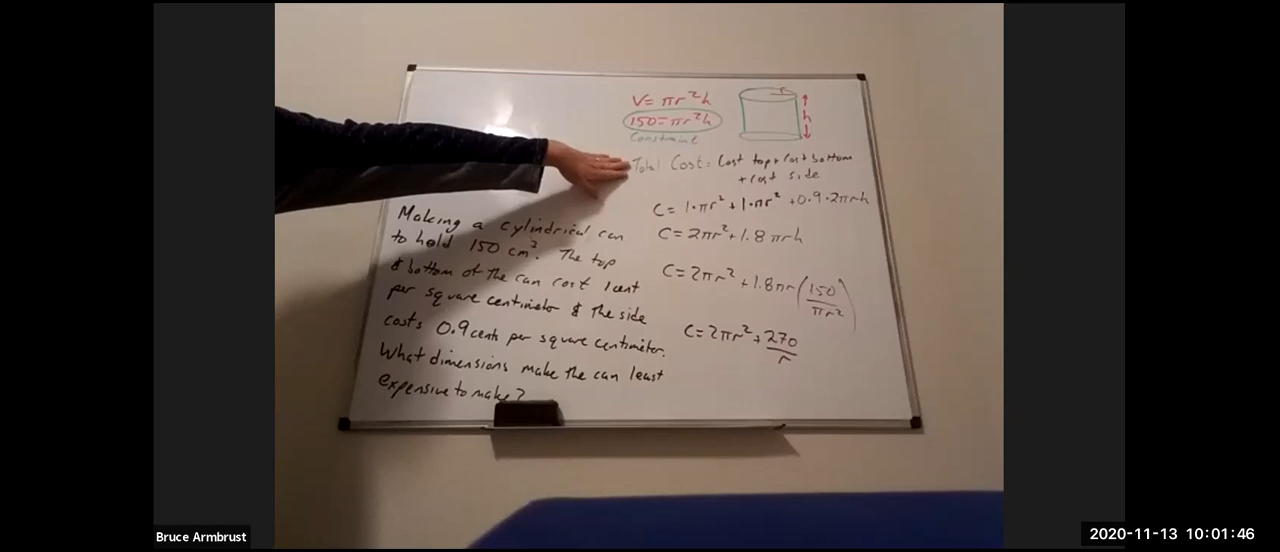 V = πr²h
r
150 = πr²h
h
Constraint
Total Cost = Cost top + Cost bottom
+ cost side
C = 1·πr² + 1·πr² + 0.9·2πrh
C = 2πr² + 1.8πrh
C = 2πr² + 1.8πr(150/πr²)
C = 2πr² + 270/r
Making a cylindrical can
to hold 150 cm³. The top
& bottom of the can cost 1 cent
per square centimeter & the side
costs 0.9 cents per square centimeter.
What dimensions make the can least
expensive to make?
Bruce Armbrust
2020-11-13 10:01:46